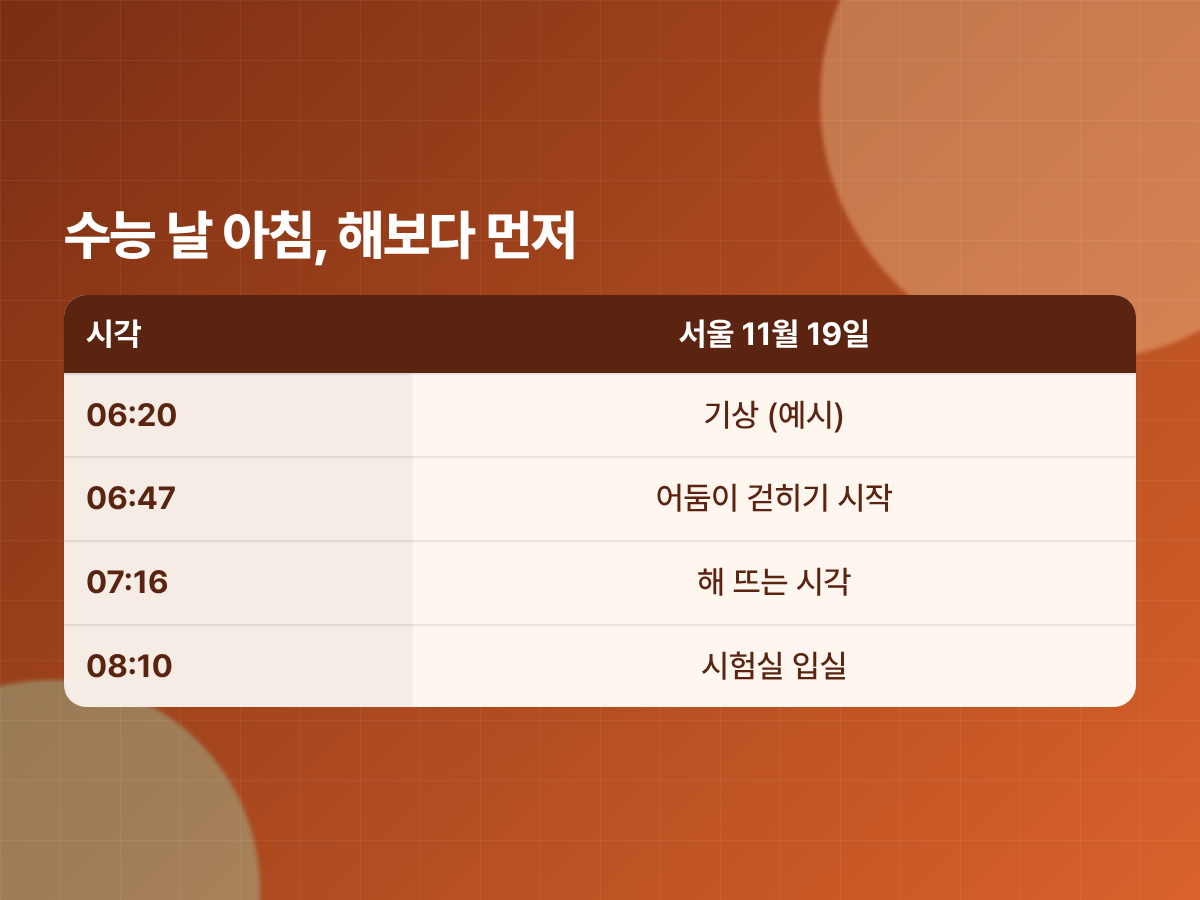 수능 날 아침, 해보다 먼저
시각 서울 11월 19일
06:20 기상 (예시)
06:47 어둠이 걷히기 시작
07:16 해 뜨는 시각
08:10 시험실 입실